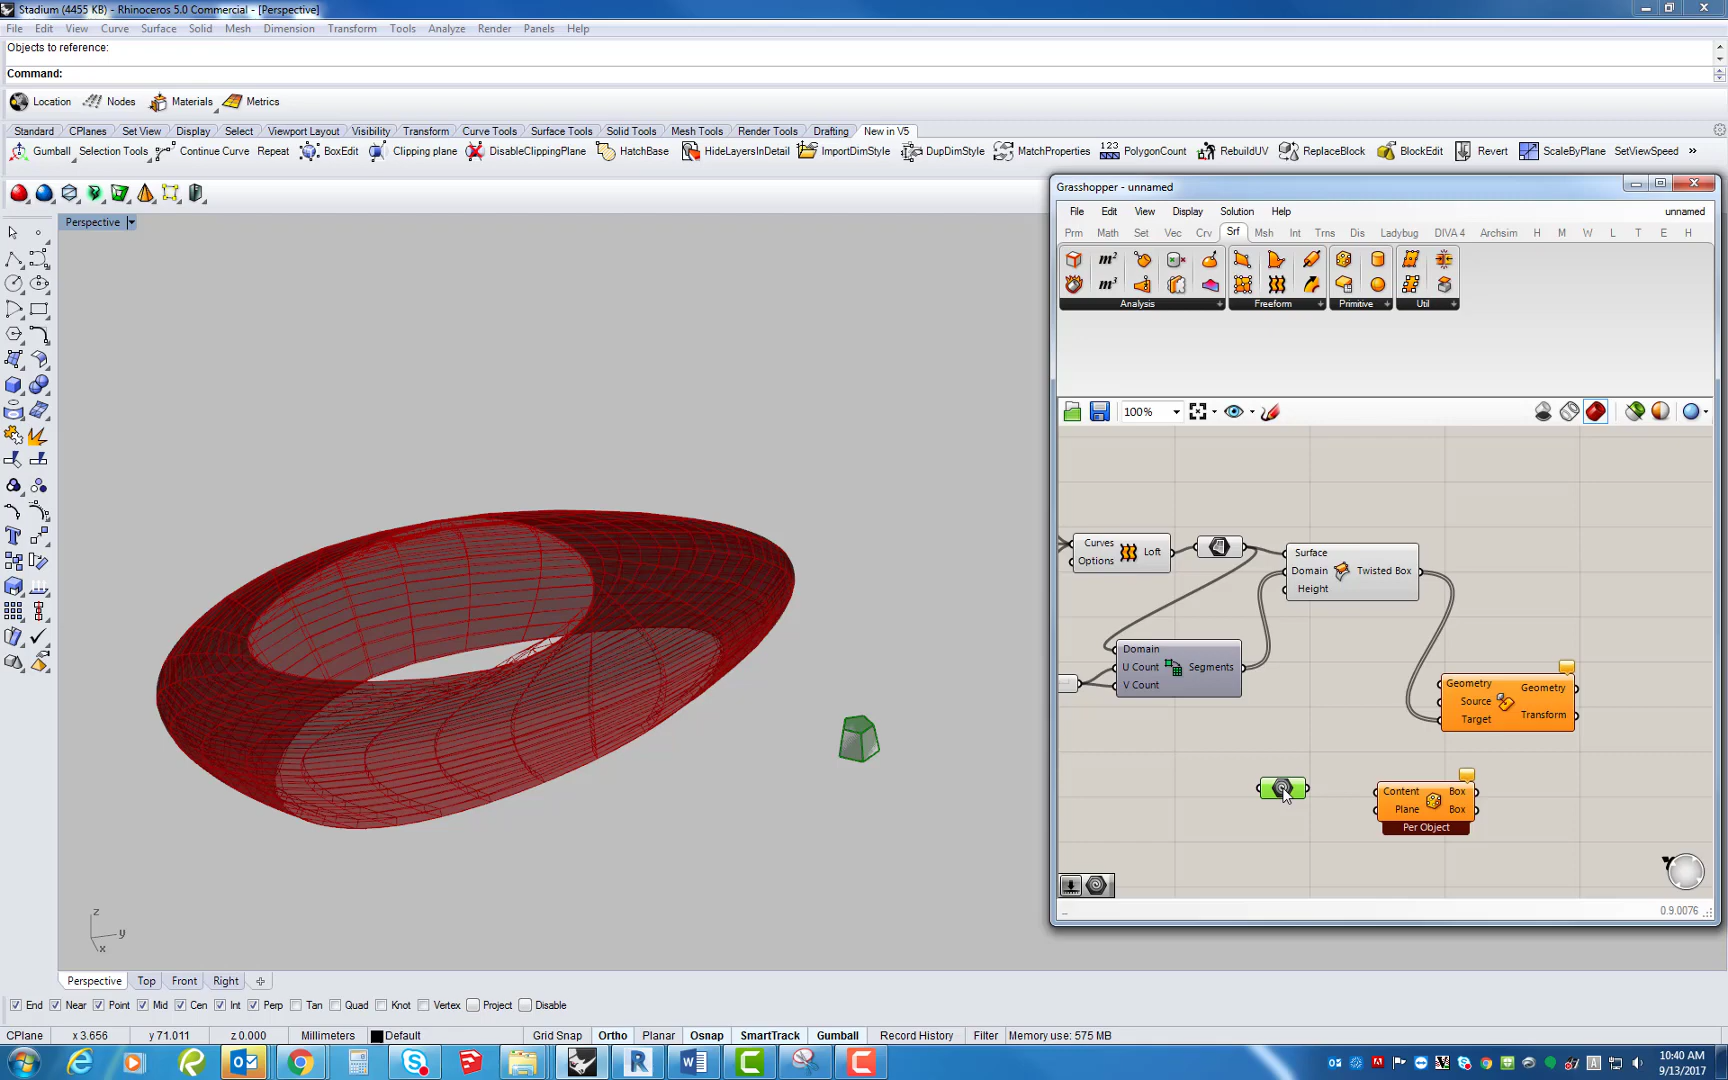 Stadium (4455 KB) - Rhinoceros 5.0 Commercial - [Perspective]
File Edit View Curve Surface Solid Mesh Dimension Transform Tools Analyze Render Panels Help
Objects to reference:
Command:
Location Nodes Materials Metrics
Standard CPlanes Set View Display Select Viewport Layout Visibility Transform Curve Tools Surface Tools Solid Tools Mesh Tools Render Tools Drafting New in V5
Gumball Selection Tools Continue Curve Repeat BoxEdit Clipping plane DisableClippingPlane HatchBase HideLayersInDetail ImportDimStyle DupDimStyle MatchProperties 123 PolygonCount RebuildUV ReplaceBlock BlockEdit Revert ScaleByPlane SetViewSpeed »
Perspective
Grasshopper - unnamed
File Edit View Display Solution Help unnamed
Prm Math Set Vec Crv Srf Msh Int Trns Dis Ladybug DIVA 4 Archsim H M W L T E H
m²
m³
Analysis Freeform Primitive Util
100%
Curves Loft
Options
Surface
Domain Twisted Box
Height
Domain
U Count Segments
V Count
Geometry Geometry
Source
Target Transform
Content Box
Plane Box
Per Object
0.9.0076
z
y
x
Perspective Top Front Right
End Near Point Mid Cen Int Perp Tan Quad Knot Vertex Project Disable
CPlane x 3.656 y 71.011 z 0.000 Millimeters Default Grid Snap Ortho Planar Osnap SmartTrack Gumball Record History Filter Memory use: 575 MB
10:40 AM
9/13/2017